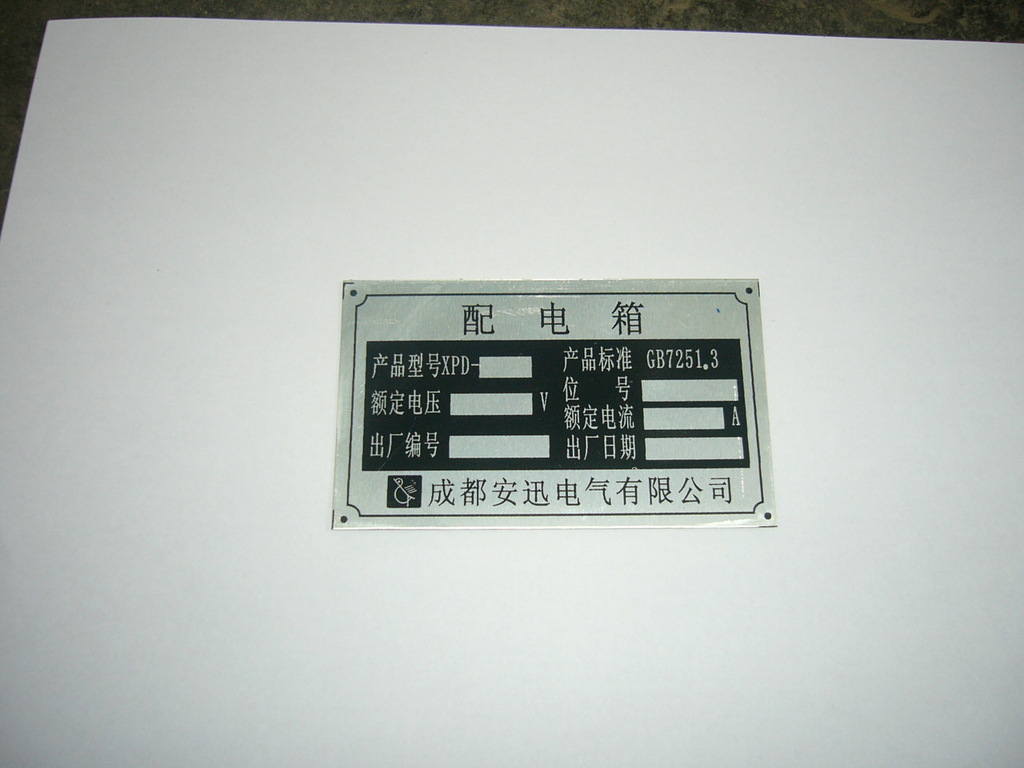 配电箱
产品型号XPD- 产品标准 GB7251.3
位号
额定电压 V 额定电流 A
出厂编号 出厂日期
成都安迅电气有限公司